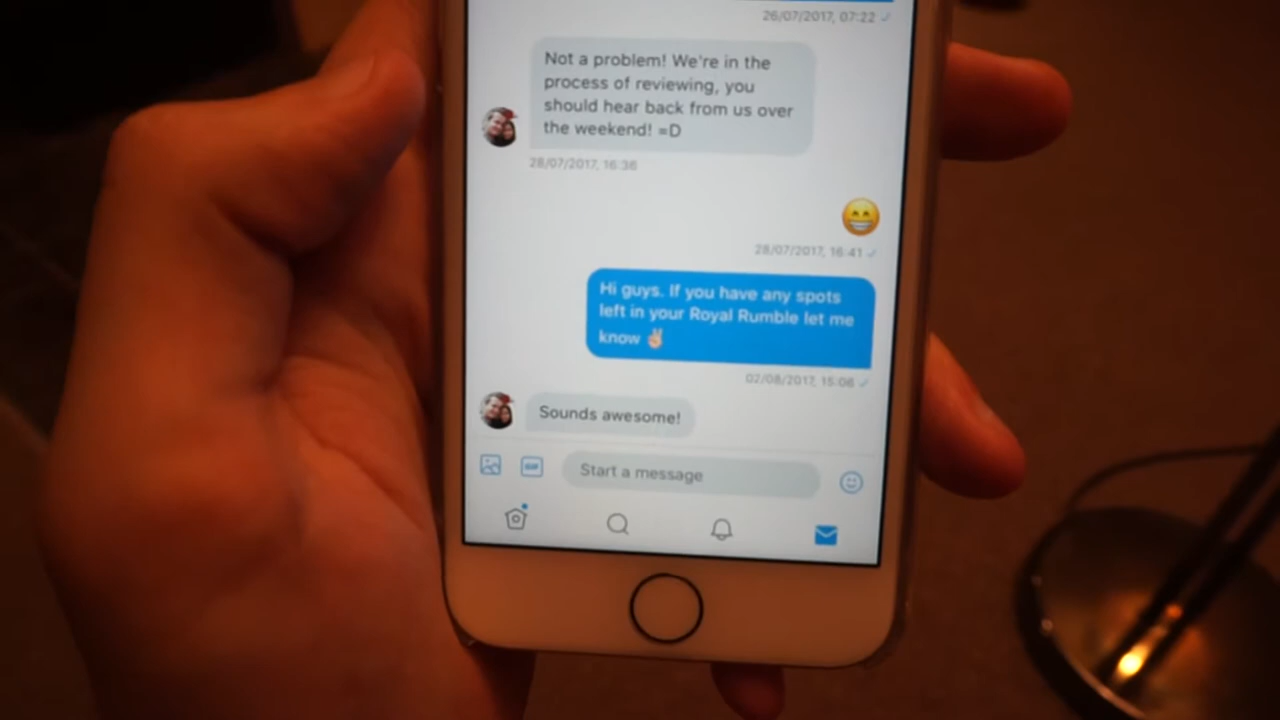 26/07/2017, 07:22
Not a problem! We're in the
process of reviewing, you
should hear back from us over
the weekend! =D
28/07/2017, 16:36
28/07/2017, 16:41
Hi guys. If you have any spots
left in your Royal Rumble let me
know ✌
02/08/2017, 15:06
Sounds awesome!
GIF
Start a message